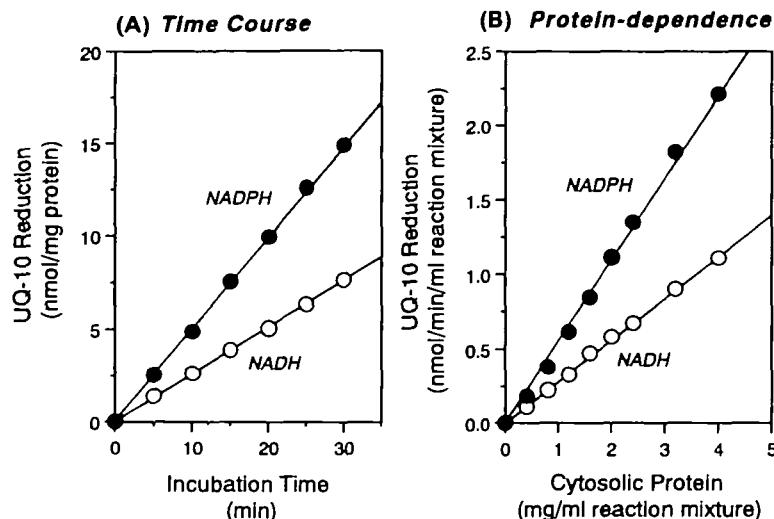 (A) Time Course
UQ-10 Reduction
(nmol/mg protein)
20
15
10
5
0
NADPH
NADH
0 10 20 30
Incubation Time
(min)
(B) Protein-dependence
UQ-10 Reduction
(nmol/min/ml reaction mixture)
2.5
2.0
1.5
1.0
0.5
0.0
NADPH
NADH
0 1 2 3 4 5
Cytosolic Protein
(mg/ml reaction mixture)